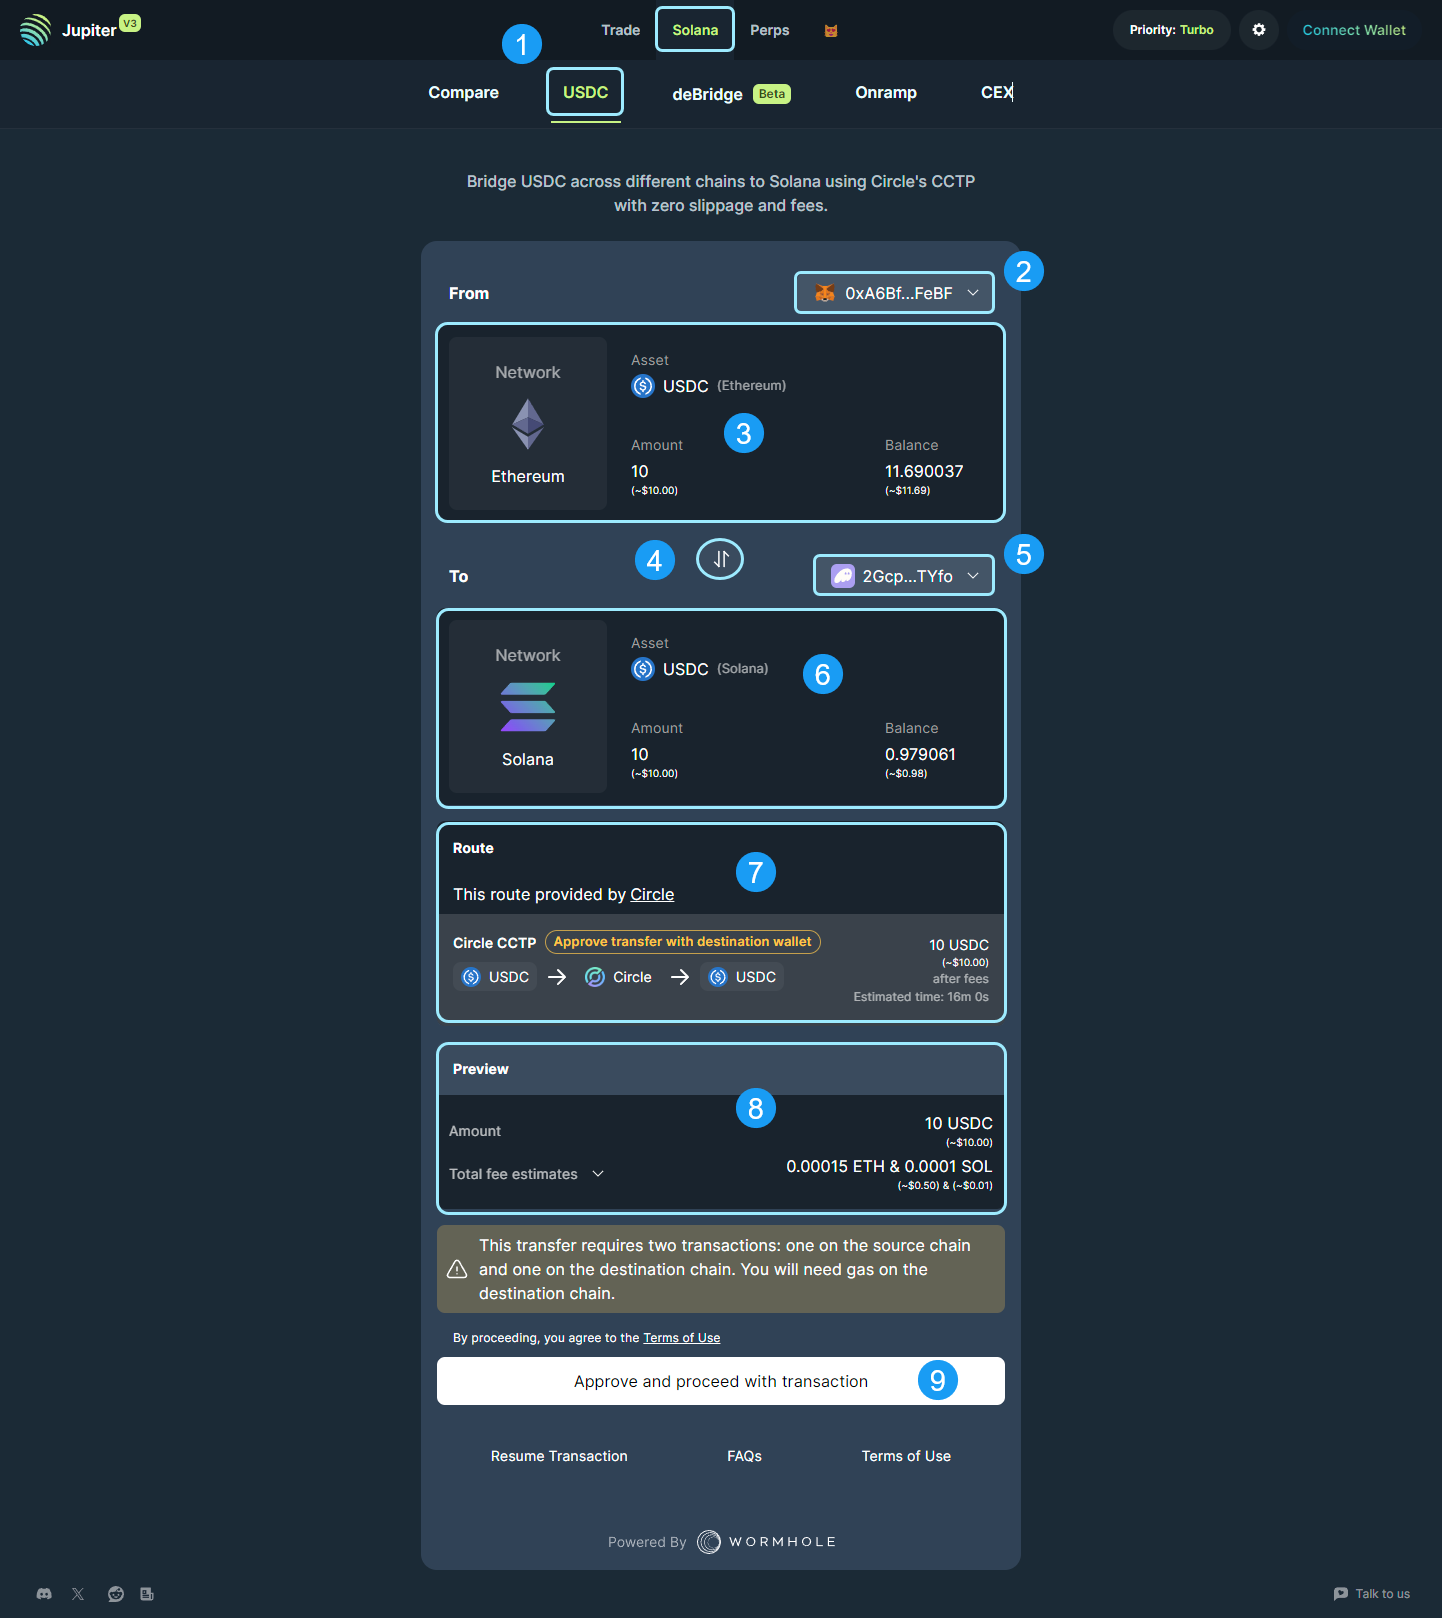 Jupiter V3
Trade Solana Perps
Priority: Turbo
Connect Wallet
1
Compare USDC deBridge Beta Onramp CEX
Bridge USDC across different chains to Solana using Circle's CCTP
with zero slippage and fees.
2
From
0xA6Bf...FeBF
Network
Ethereum
Asset
USDC (Ethereum)
3
Amount
10
(~$10.00)
Balance
11.690037
(~$11.69)
4
5
To
2Gcp...TYfo
Network
Solana
Asset
USDC (Solana)
6
Amount
10
(~$10.00)
Balance
0.979061
(~$0.98)
Route
7
This route provided by Circle
Circle CCTP Approve transfer with destination wallet
USDC → Circle → USDC
10 USDC
(~$10.00)
after fees
Estimated time: 16m 0s
Preview
8
Amount
10 USDC
(~$10.00)
Total fee estimates
0.00015 ETH & 0.0001 SOL
(~$0.50) & (~$0.01)
This transfer requires two transactions: one on the source chain
and one on the destination chain. You will need gas on the
destination chain.
By proceeding, you agree to the Terms of Use
Approve and proceed with transaction
9
Resume Transaction FAQs Terms of Use
Powered By WORMHOLE
Talk to us